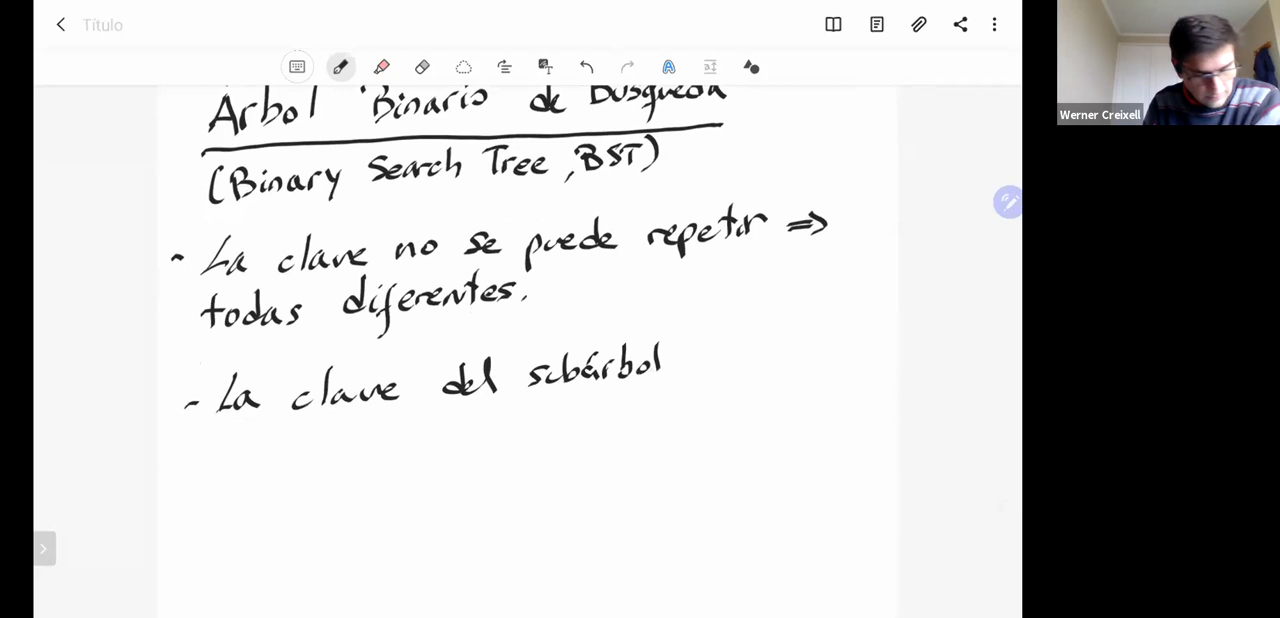 Título
Werner Creixell
Arbol Binario de Busqueda
(Binary Search Tree, BST)
- La clave no se puede repetir ⇒
todas diferentes.
- La clave del subárbol